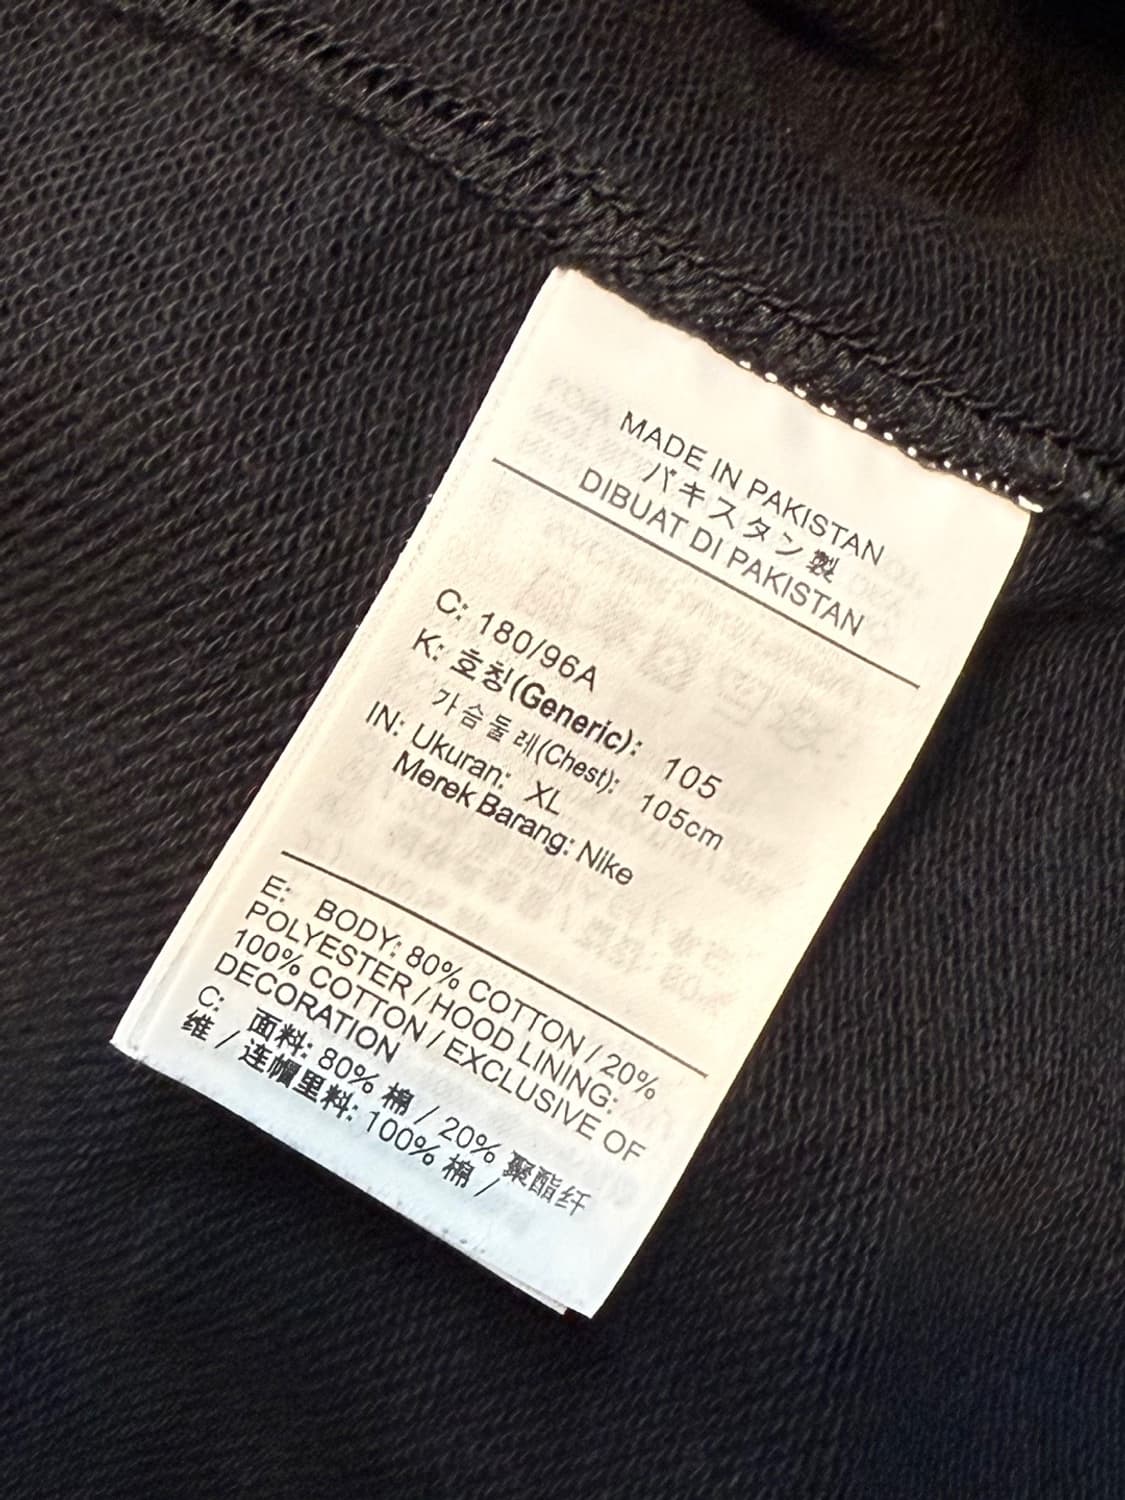 MADE IN PAKISTAN
パキスタン製
DIBUAT DI PAKISTAN
C: 180/96A
K: 호칭(Generic): 105
가슴둘레(Chest): 105cm
IN: Ukuran: XL
Merek Barang: Nike
E: BODY: 80% COTTON / 20%
POLYESTER / HOOD LINING:
100% COTTON / EXCLUSIVE OF
DECORATION
C: 面料: 80% 棉 / 20% 聚酯纤
维 / 连帽里料: 100% 棉 /